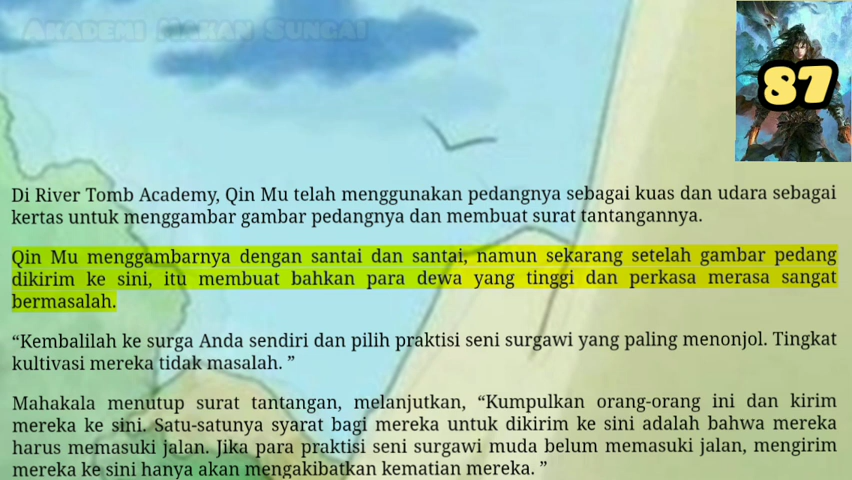 Akademi Makan Sungai
87
Di River Tomb Academy, Qin Mu telah menggunakan pedangnya sebagai kuas dan udara sebagai
kertas untuk menggambar gambar pedangnya dan membuat surat tantangannya.
Qin Mu menggambarnya dengan santai dan santai, namun sekarang setelah gambar pedang
dikirim ke sini, itu membuat bahkan para dewa yang tinggi dan perkasa merasa sangat
bermasalah.
“Kembalilah ke surga Anda sendiri dan pilih praktisi seni surgawi yang paling menonjol. Tingkat
kultivasi mereka tidak masalah. ”
Mahakala menutup surat tantangan, melanjutkan, “Kumpulkan orang-orang ini dan kirim
mereka ke sini. Satu-satunya syarat bagi mereka untuk dikirim ke sini adalah bahwa mereka
harus memasuki jalan. Jika para praktisi seni surgawi muda belum memasuki jalan, mengirim
mereka ke sini hanya akan mengakibatkan kematian mereka. ”